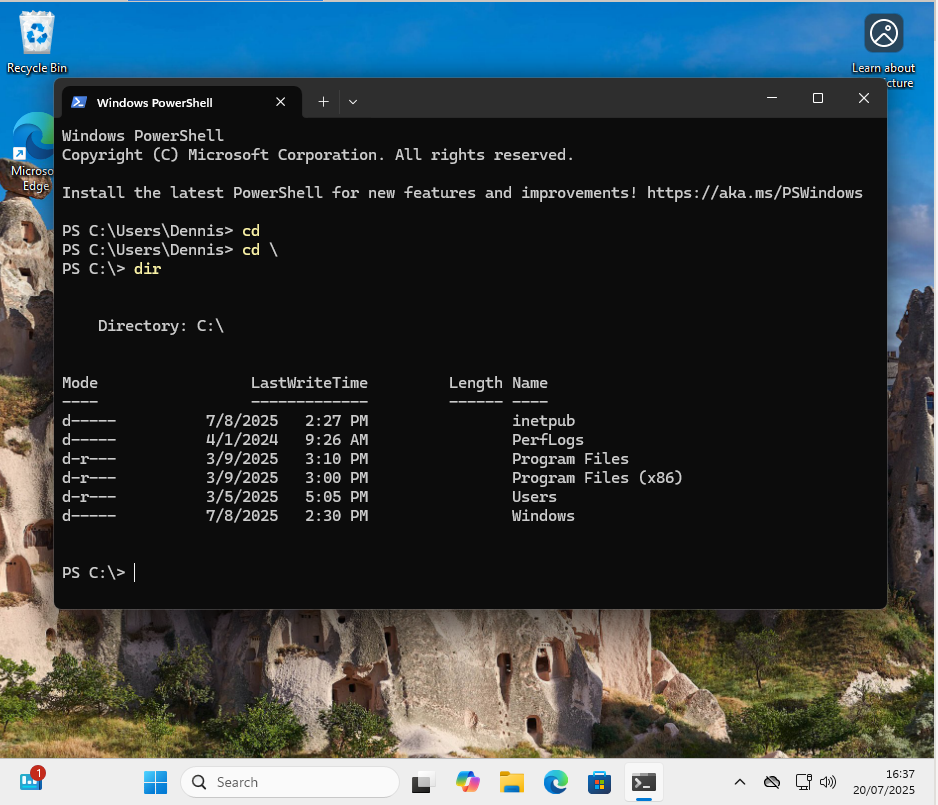 Recycle Bin
Learn about
cture
Windows PowerShell
Windows PowerShell
Copyright (C) Microsoft Corporation. All rights reserved.
Install the latest PowerShell for new features and improvements! https://aka.ms/PSWindows
Microso
Edge
PS C:\Users\Dennis> cd
PS C:\Users\Dennis> cd \
PS C:\> dir
Directory: C:\
Mode LastWriteTime Length Name
---- ------------- ------ ----
d----- 7/8/2025 2:27 PM inetpub
d----- 4/1/2024 9:26 AM PerfLogs
d-r--- 3/9/2025 3:10 PM Program Files
d-r--- 3/9/2025 3:00 PM Program Files (x86)
d-r--- 3/5/2025 5:05 PM Users
d----- 7/8/2025 2:30 PM Windows
PS C:\>
1
Search
16:37
20/07/2025